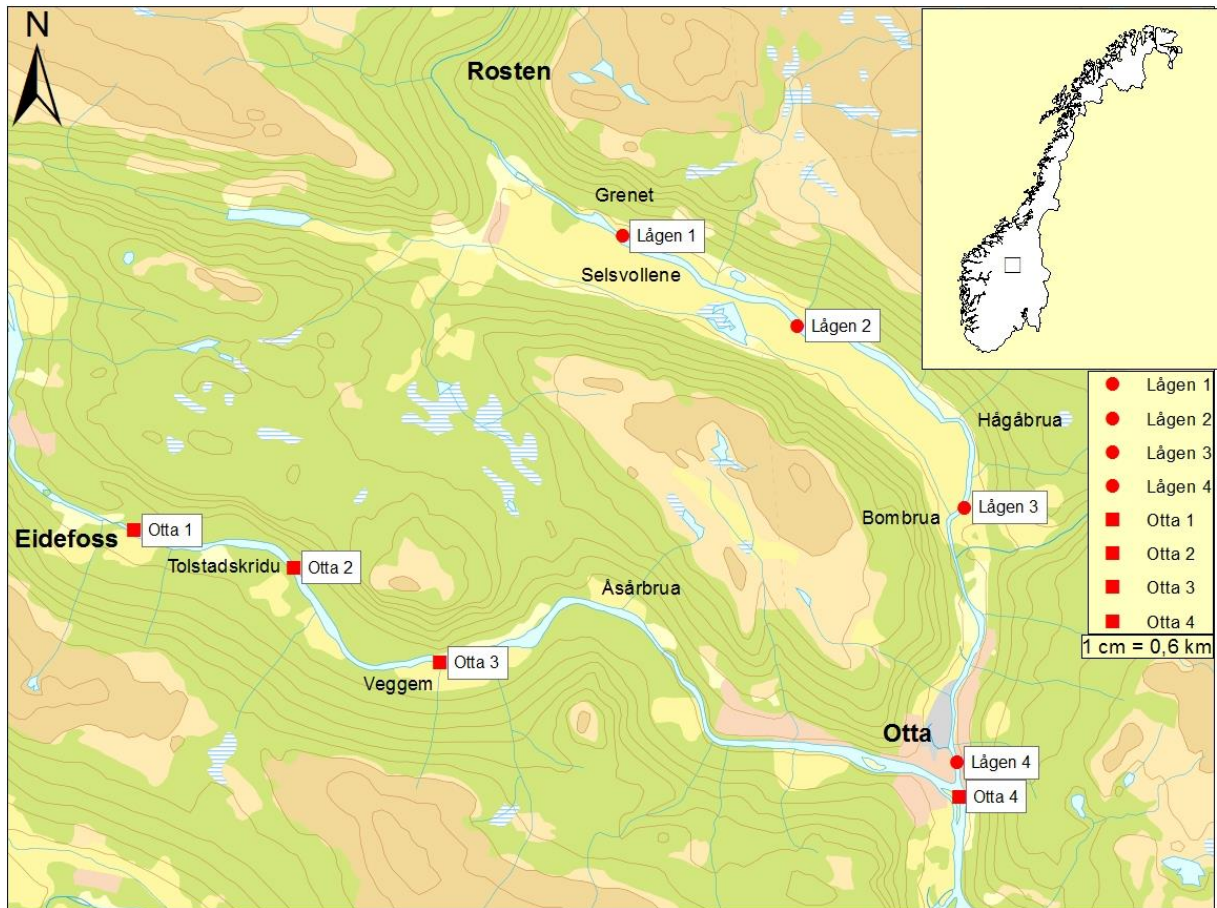 N
Rosten
Grenet
Lågen 1
Selsvollene
Lågen 2
Hågåbrua
Lågen 3
Bombrua
Otta 1
Eidefoss
Tolstadskridu
Otta 2
Åsårbrua
Otta 3
Veggem
Otta
Lågen 4
Otta 4
Lågen 1
Lågen 2
Lågen 3
Lågen 4
Otta 1
Otta 2
Otta 3
Otta 4
1 cm = 0,6 km